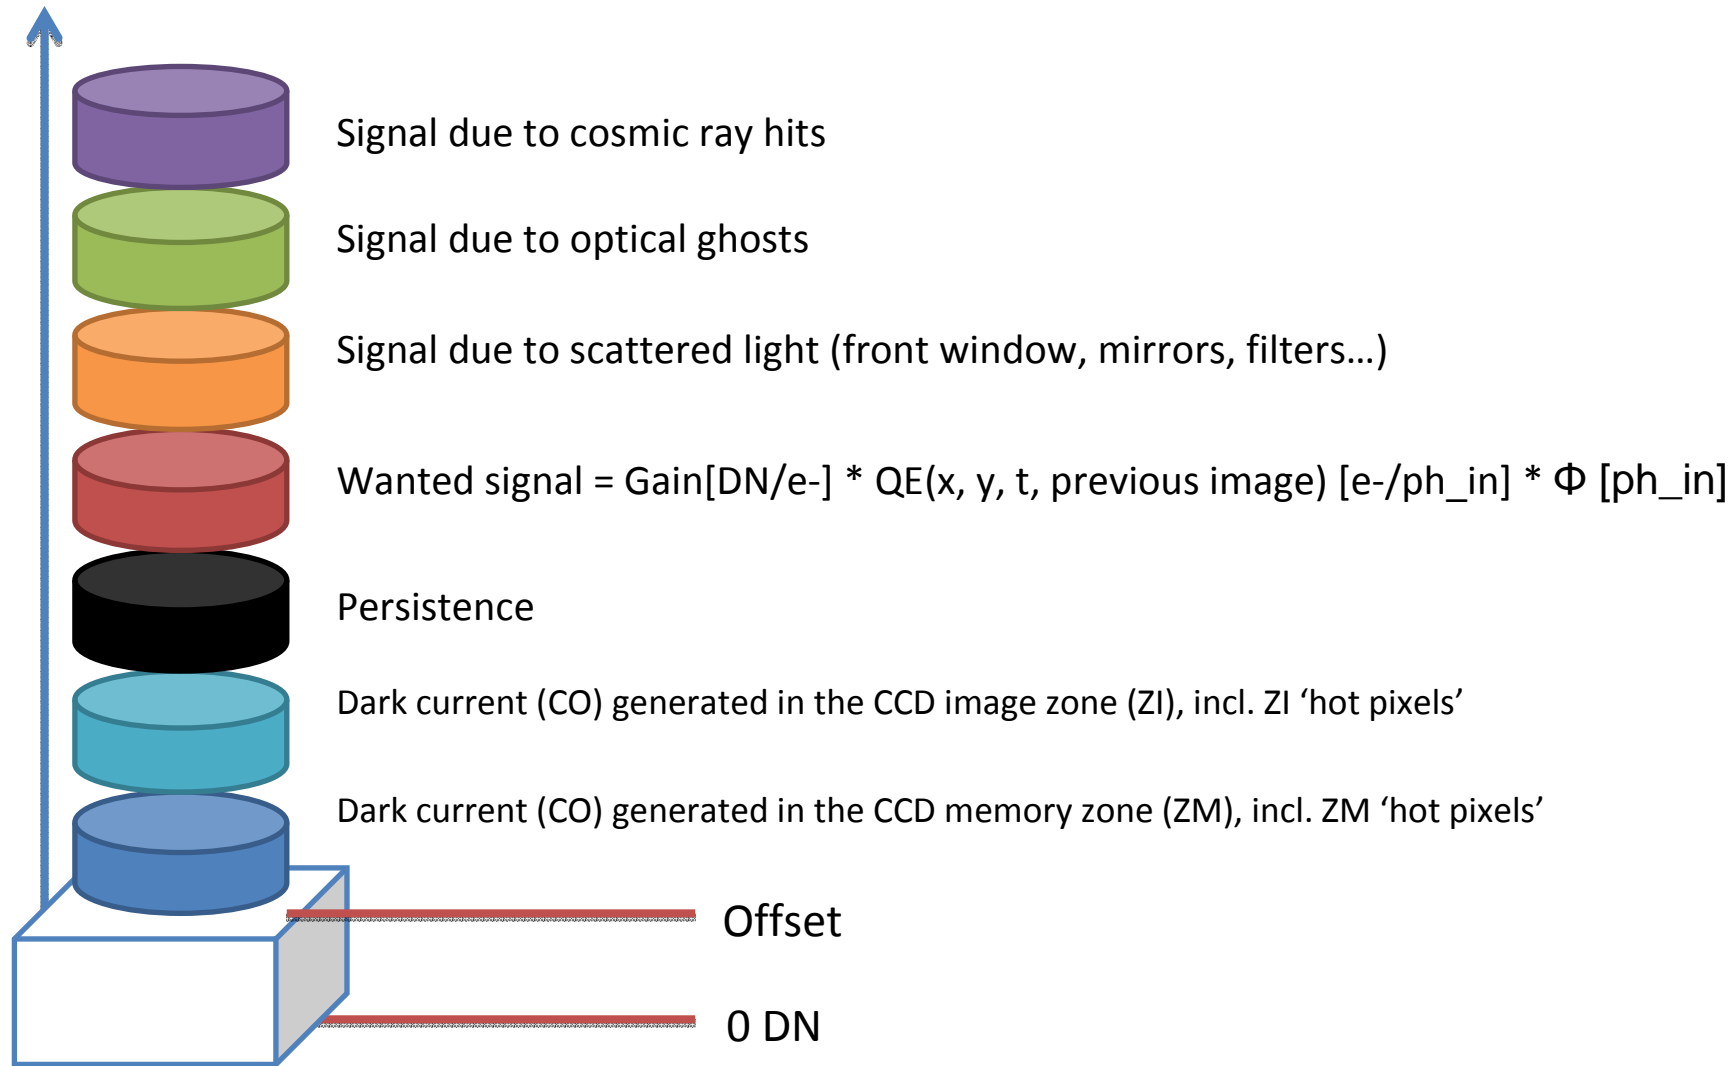 Signal due to cosmic ray hits
Signal due to optical ghosts
Signal due to scattered light (front window, mirrors, filters…)
Wanted signal = Gain[DN/e-] * QE(x, y, t, previous image) [e-/ph_in] * Φ [ph_in]
Persistence
Dark current (CO) generated in the CCD image zone (ZI), incl. ZI ‘hot pixels’
Dark current (CO) generated in the CCD memory zone (ZM), incl. ZM ‘hot pixels’
Offset
0 DN